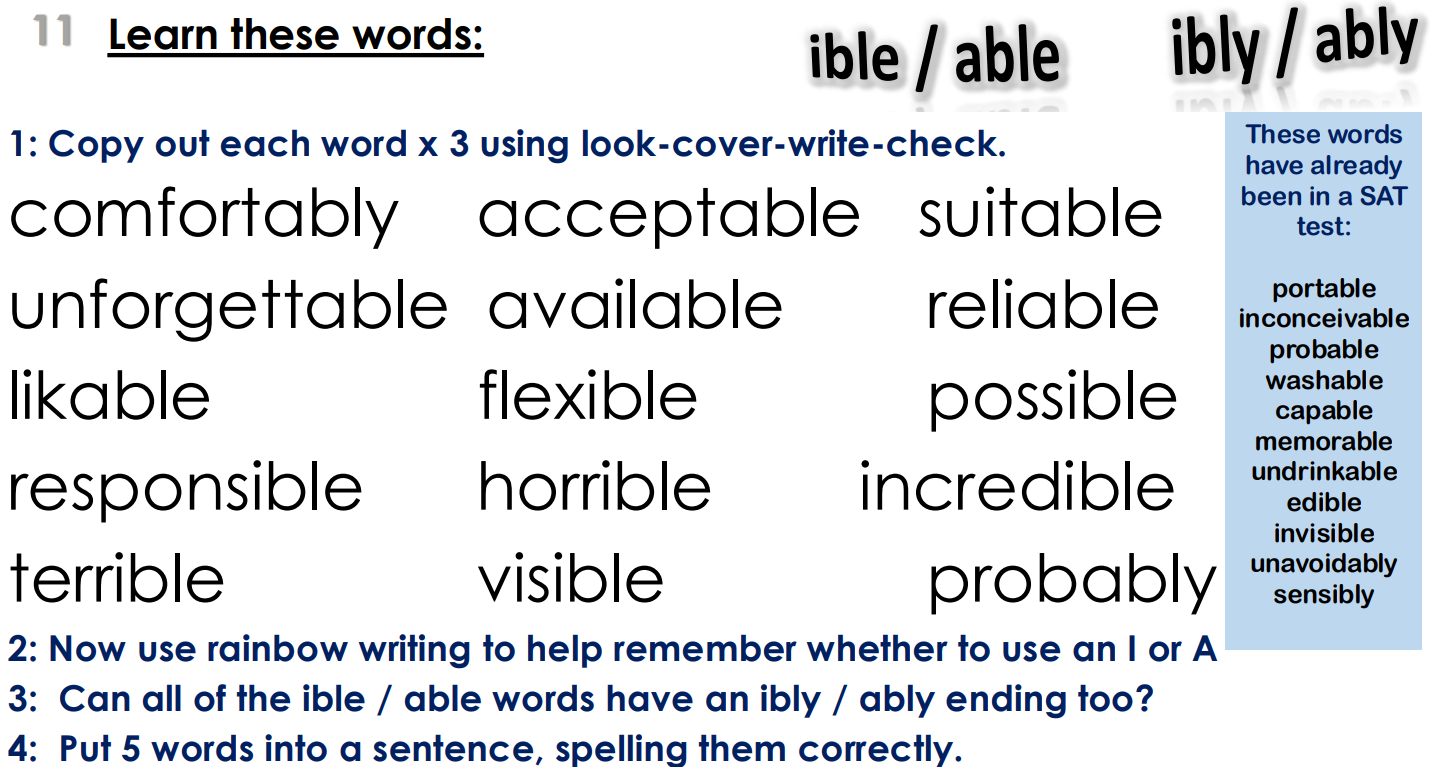 11 Learn these words:
ible / able ibly / ably
1: Copy out each word x 3 using look-cover-write-check.
comfortably acceptable suitable
unforgettable available reliable
likable flexible possible
responsible horrible incredible
terrible visible probably
2: Now use rainbow writing to help remember whether to use an I or A
3: Can all of the ible / able words have an ibly / ably ending too?
4: Put 5 words into a sentence, spelling them correctly.
These words
have already
been in a SAT
test:
portable
inconceivable
probable
washable
capable
memorable
undrinkable
edible
invisible
unavoidably
sensibly